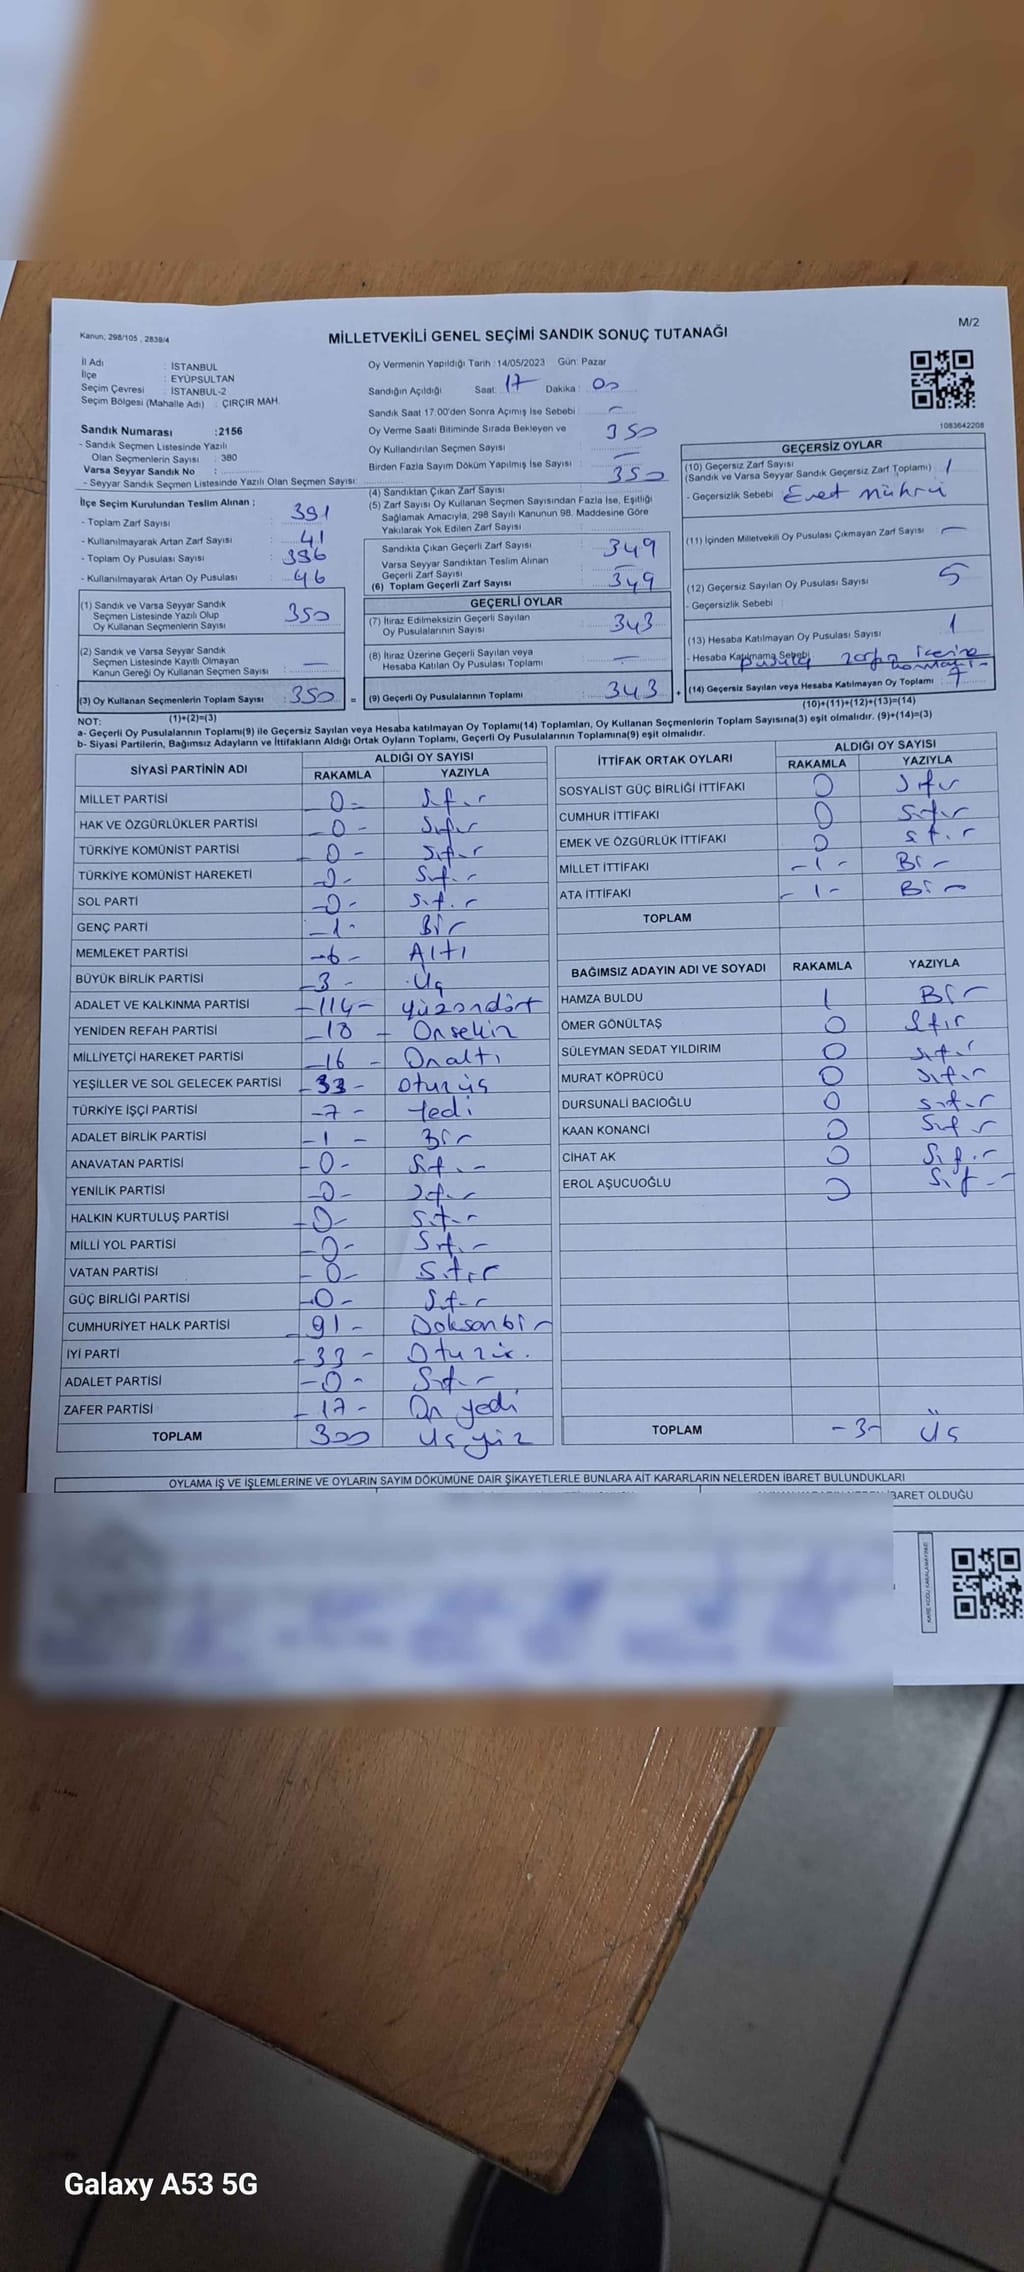 M/2
Kanun; 298/105 , 2839/4
MİLLETVEKİLİ GENEL SEÇİMİ SANDIK SONUÇ TUTANAĞI
İl Adı : İSTANBUL
İlçe : EYÜPSULTAN
Seçim Çevresi : İSTANBUL-2
Seçim Bölgesi (Mahalle Adı) : ÇIRÇIR MAH.
Sandık Numarası :2156
- Sandık Seçmen Listesinde Yazılı
Olan Seçmenlerin Sayısı : 380
Varsa Seyyar Sandık No :
- Seyyar Sandık Seçmen Listesinde Yazılı Olan Seçmen Sayısı:
Oy Vermenin Yapıldığı Tarih :14/05/2023 Gün: Pazar
Sandığın Açıldığı Saat: 17 Dakika : 00
Sandık Saat 17:00'den Sonra Açımış İse Sebebi : -
Oy Verme Saati Bitiminde Sırada Bekleyen ve
Oy Kullandırılan Seçmen Sayısı : 350
Birden Fazla Sayım Döküm Yapılmış İse Sayısı : -
(4) Sandıktan Çıkan Zarf Sayısı : 350
(5) Zarf Sayısı Oy Kullanan Seçmen Sayısından Fazla İse, Eşitliği
Sağlamak Amacıyla, 298 Sayılı Kanunun 98. Maddesine Göre
Yakılarak Yok Edilen Zarf Sayısı :
1083642208
İlçe Seçim Kurulundan Teslim Alınan ;
- Toplam Zarf Sayısı : 391
- Kullanılmayarak Artan Zarf Sayısı : 41
- Toplam Oy Pusulası Sayısı : 396
- Kullanılmayarak Artan Oy Pusulası : 46
(1) Sandık ve Varsa Seyyar Sandık
Seçmen Listesinde Yazılı Olup
Oy Kullanan Seçmenlerin Sayısı : 350
(2) Sandık ve Varsa Seyyar Sandık
Seçmen Listesinde Kayıtlı Olmayan
Kanun Gereği Oy Kullanan Seçmen Sayısı : -
(3) Oy Kullanan Seçmenlerin Toplam Sayısı : 350 =
(1)+(2)=(3)
Sandıkta Çıkan Geçerli Zarf Sayısı : 349
Varsa Seyyar Sandıktan Teslim Alınan
Geçerli Zarf Sayısı : -
(6) Toplam Geçerli Zarf Sayısı : 349
GEÇERLİ OYLAR
(7) İtiraz Edilmeksizin Geçerli Sayılan
Oy Pusulalarının Sayısı : 343
(8) İtiraz Üzerine Geçerli Sayılan veya
Hesaba Katılan Oy Pusulası Toplamı : -
(9) Geçerli Oy Pusulalarının Toplamı : 343 +
GEÇERSİZ OYLAR
(10) Geçersiz Zarf Sayısı
(Sandık ve Varsa Seyyar Sandık Geçersiz Zarf Toplamı) : 1
- Geçersizlik Sebebi : Evet mührü
(11) İçinden Milletvekili Oy Pusulası Çıkmayan Zarf Sayısı : -
(12) Geçersiz Sayılan Oy Pusulası Sayısı : 5
- Geçersizlik Sebebi :
(13) Hesaba Katılmayan Oy Pusulası Sayısı : 1
- Hesaba Katılmama Sebebi : pusula zarfın içerine
(14) Geçersiz Sayılan veya Hesaba Katılmayan Oy Toplamı : 7
(10)+(11)+(12)+(13)=(14)
NOT:
a- Geçerli Oy Pusulalarının Toplamı(9) ile Geçersiz Sayılan veya Hesaba katılmayan Oy Toplamı(14) Toplamları, Oy Kullanan Seçmenlerin Toplam Sayısına(3) eşit olmalıdır. (9)+(14)=(3)
b- Siyasi Partilerin, Bağımsız Adayların ve İttifakların Aldığı Ortak Oyların Toplamı, Geçerli Oy Pusulalarının Toplamına(9) eşit olmalıdır.
SİYASİ PARTİNİN ADI ALDIĞI OY SAYISI
RAKAMLA YAZIYLA
MİLLET PARTİSİ -0- Sıfır
HAK VE ÖZGÜRLÜKLER PARTİSİ -0- Sıfır
TÜRKİYE KOMÜNİST PARTİSİ -0- Sıfır
TÜRKİYE KOMÜNİST HAREKETİ -0- Sıfır
SOL PARTİ -0- Sıfır
GENÇ PARTİ -1- Bir
MEMLEKET PARTİSİ -6- Altı
BÜYÜK BİRLİK PARTİSİ -3- Üç
ADALET VE KALKINMA PARTİSİ -114- yüzondört
YENİDEN REFAH PARTİSİ -18- Onsekiz
MİLLİYETÇİ HAREKET PARTİSİ -16- Onaltı
YEŞİLLER VE SOL GELECEK PARTİSİ -33- Otuzüç
TÜRKİYE İŞÇİ PARTİSİ -7- Yedi
ADALET BİRLİK PARTİSİ -1- Bir
ANAVATAN PARTİSİ -0- Sıfır
YENİLİK PARTİSİ -0- Sıfır
HALKIN KURTULUŞ PARTİSİ -0- Sıfır
MİLLİ YOL PARTİSİ -0- Sıfır
VATAN PARTİSİ -0- Sıfır
GÜÇ BİRLİĞİ PARTİSİ -0- Sıfır
CUMHURİYET HALK PARTİSİ -91- Doksanbir
İYİ PARTİ -33- Otuzüç
ADALET PARTİSİ -0- Sıfır
ZAFER PARTİSİ -17- On yedi
TOPLAM 300 Üç yüz
İTTİFAK ORTAK OYLARI ALDIĞI OY SAYISI
RAKAMLA YAZIYLA
SOSYALİST GÜÇ BİRLİĞİ İTTİFAKI 0 Sıfır
CUMHUR İTTİFAKI 0 Sıfır
EMEK VE ÖZGÜRLÜK İTTİFAKI 0 Sıfır
MİLLET İTTİFAKI -1- Bir
ATA İTTİFAKI -1- Bir
TOPLAM
BAĞIMSIZ ADAYIN ADI VE SOYADI RAKAMLA YAZIYLA
HAMZA BULDU 1 Bir
ÖMER GÖNÜLTAŞ 0 Sıfır
SÜLEYMAN SEDAT YILDIRIM 0 Sıfır
MURAT KÖPRÜCÜ 0 Sıfır
DURSUNALİ BACIOĞLU 0 Sıfır
KAAN KONANCI 0 Sıfır
CİHAT AK 0 Sıfır
EROL AŞUCUOĞLU 0 Sıfır
TOPLAM -3- Üç
OYLAMA İŞ VE İŞLEMLERİNE VE OYLARIN SAYIM DÖKÜMÜNE DAİR ŞİKAYETLERLE BUNLARA AİT KARARLARIN NELERDEN İBARET BULUNDUKLARI
İBARET OLDUĞU
Galaxy A53 5G